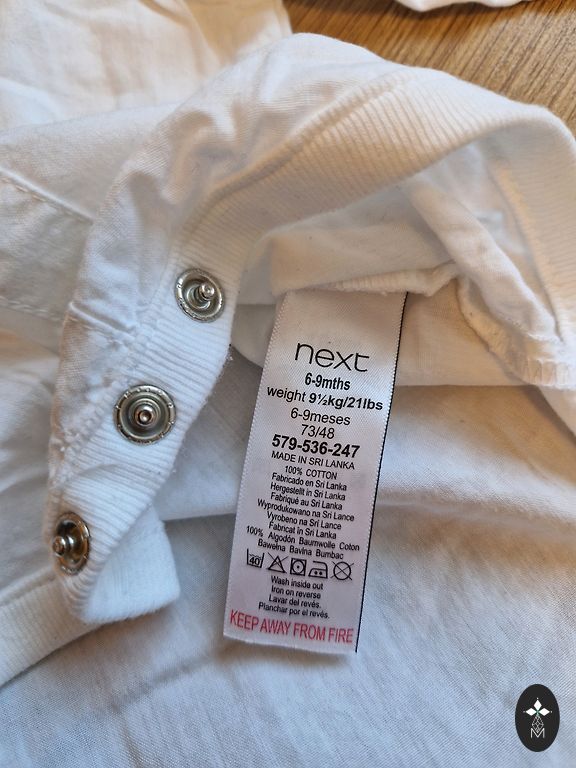 next
6-9mths
weight 9½kg/21lbs
6-9meses
73/48
579-536-247
MADE IN SRI LANKA
100% COTTON
Fabricado en Sri Lanka
Hergestellt in Sri Lanka
Fabriqué au Sri Lanka
Wyprodukowano na Sri Lance
Vyrobeno na Sri Lance
Fabricat în Sri Lanka
100% Algodón Baumwolle Coton
Bawełna Bavlna Bumbac
40
Wash inside out
Iron on reverse
Lavar del revés.
Planchar por el revés.
KEEP AWAY FROM FIRE
M